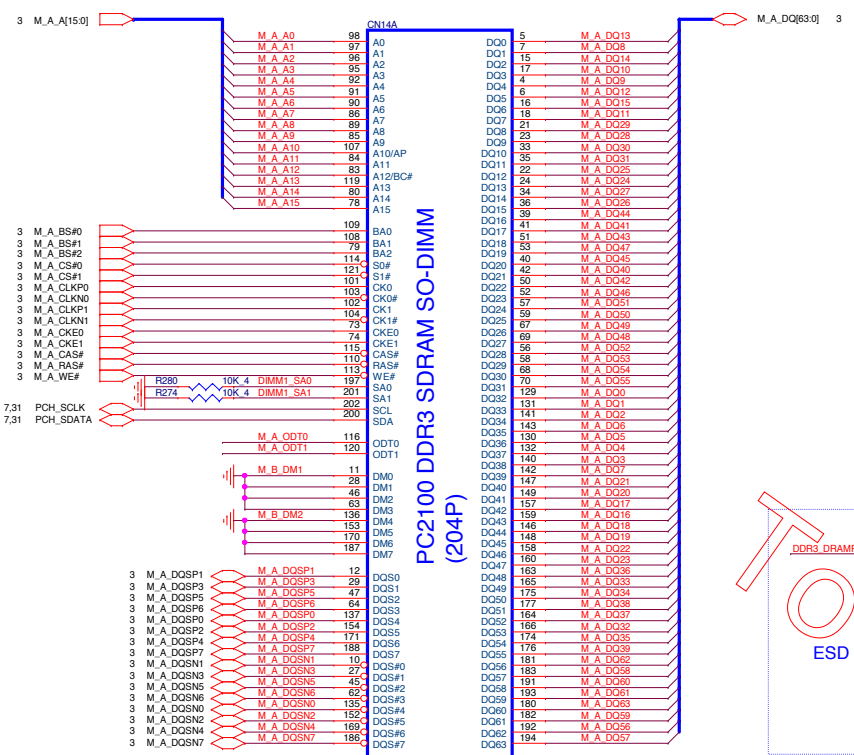 3 M_A_A[15:0]
CN14A
M_A_A0 98 A0
M_A_A1 97 A1
M_A_A2 96 A2
M_A_A3 95 A3
M_A_A4 92 A4
M_A_A5 91 A5
M_A_A6 90 A6
M_A_A7 86 A7
M_A_A8 89 A8
M_A_A9 85 A9
M_A_A10 107 A10/AP
M_A_A11 84 A11
M_A_A12 83 A12/BC#
M_A_A13 119 A13
M_A_A14 80 A14
M_A_A15 78 A15
3 M_A_BS#0 109 BA0
3 M_A_BS#1 108 BA1
3 M_A_BS#2 79 BA2
3 M_A_CS#0 114 S0#
3 M_A_CS#1 121 S1#
3 M_A_CLKP0 101 CK0
3 M_A_CLKN0 103 CK0#
3 M_A_CLKP1 102 CK1
3 M_A_CLKN1 104 CK1#
3 M_A_CKE0 73 CKE0
3 M_A_CKE1 74 CKE1
3 M_A_CAS# 115 CAS#
3 M_A_RAS# 110 RAS#
3 M_A_WE# 113 WE#
R280 10K_4 DIMM1_SA0 197 SA0
R274 10K_4 DIMM1_SA1 201 SA1
7,31 PCH_SCLK 202 SCL
7,31 PCH_SDATA 200 SDA
M_A_ODT0 116 ODT0
M_A_ODT1 120 ODT1
M_B_DM1 11 DM0
28 DM1
46 DM2
63 DM3
M_B_DM2 136 DM4
153 DM5
170 DM6
187 DM7
3 M_A_DQSP1 M_A_DQSP1 12 DQS0
3 M_A_DQSP3 M_A_DQSP3 29 DQS1
3 M_A_DQSP5 M_A_DQSP5 47 DQS2
3 M_A_DQSP6 M_A_DQSP6 64 DQS3
3 M_A_DQSP0 M_A_DQSP0 137 DQS4
3 M_A_DQSP2 M_A_DQSP2 154 DQS5
3 M_A_DQSP4 M_A_DQSP4 171 DQS6
3 M_A_DQSP7 M_A_DQSP7 188 DQS7
3 M_A_DQSN1 M_A_DQSN1 10 DQS#0
3 M_A_DQSN3 M_A_DQSN3 27 DQS#1
3 M_A_DQSN5 M_A_DQSN5 45 DQS#2
3 M_A_DQSN6 M_A_DQSN6 62 DQS#3
3 M_A_DQSN0 M_A_DQSN0 135 DQS#4
3 M_A_DQSN2 M_A_DQSN2 152 DQS#5
3 M_A_DQSN4 M_A_DQSN4 169 DQS#6
3 M_A_DQSN7 M_A_DQSN7 186 DQS#7
PC2100 DDR3 SDRAM SO-DIMM
(204P)
M_A_DQ[63:0] 3
DQ0 5 M_A_DQ13
DQ1 7 M_A_DQ8
DQ2 15 M_A_DQ14
DQ3 17 M_A_DQ10
DQ4 4 M_A_DQ9
DQ5 6 M_A_DQ12
DQ6 16 M_A_DQ15
DQ7 18 M_A_DQ11
DQ8 21 M_A_DQ29
DQ9 23 M_A_DQ28
DQ10 33 M_A_DQ30
DQ11 35 M_A_DQ31
DQ12 22 M_A_DQ25
DQ13 24 M_A_DQ24
DQ14 34 M_A_DQ27
DQ15 36 M_A_DQ26
DQ16 39 M_A_DQ44
DQ17 41 M_A_DQ41
DQ18 51 M_A_DQ43
DQ19 53 M_A_DQ47
DQ20 40 M_A_DQ45
DQ21 42 M_A_DQ40
DQ22 50 M_A_DQ42
DQ23 52 M_A_DQ46
DQ24 57 M_A_DQ51
DQ25 59 M_A_DQ50
DQ26 67 M_A_DQ49
DQ27 69 M_A_DQ48
DQ28 56 M_A_DQ52
DQ29 58 M_A_DQ53
DQ30 68 M_A_DQ54
DQ31 70 M_A_DQ55
DQ32 129 M_A_DQ0
DQ33 131 M_A_DQ1
DQ34 141 M_A_DQ2
DQ35 143 M_A_DQ6
DQ36 130 M_A_DQ5
DQ37 132 M_A_DQ4
DQ38 140 M_A_DQ3
DQ39 142 M_A_DQ7
DQ40 147 M_A_DQ21
DQ41 149 M_A_DQ20
DQ42 157 M_A_DQ17
DQ43 159 M_A_DQ16
DQ44 146 M_A_DQ18
DQ45 148 M_A_DQ19
DQ46 158 M_A_DQ22
DQ47 160 M_A_DQ23
DQ48 163 M_A_DQ36
DQ49 165 M_A_DQ33
DQ50 175 M_A_DQ34
DQ51 177 M_A_DQ38
DQ52 164 M_A_DQ37
DQ53 166 M_A_DQ32
DQ54 174 M_A_DQ35
DQ55 176 M_A_DQ39
DQ56 181 M_A_DQ62
DQ57 183 M_A_DQ58
DQ58 191 M_A_DQ60
DQ59 193 M_A_DQ61
DQ60 180 M_A_DQ63
DQ61 182 M_A_DQ59
DQ62 192 M_A_DQ56
DQ63 194 M_A_DQ57
TO
ESD